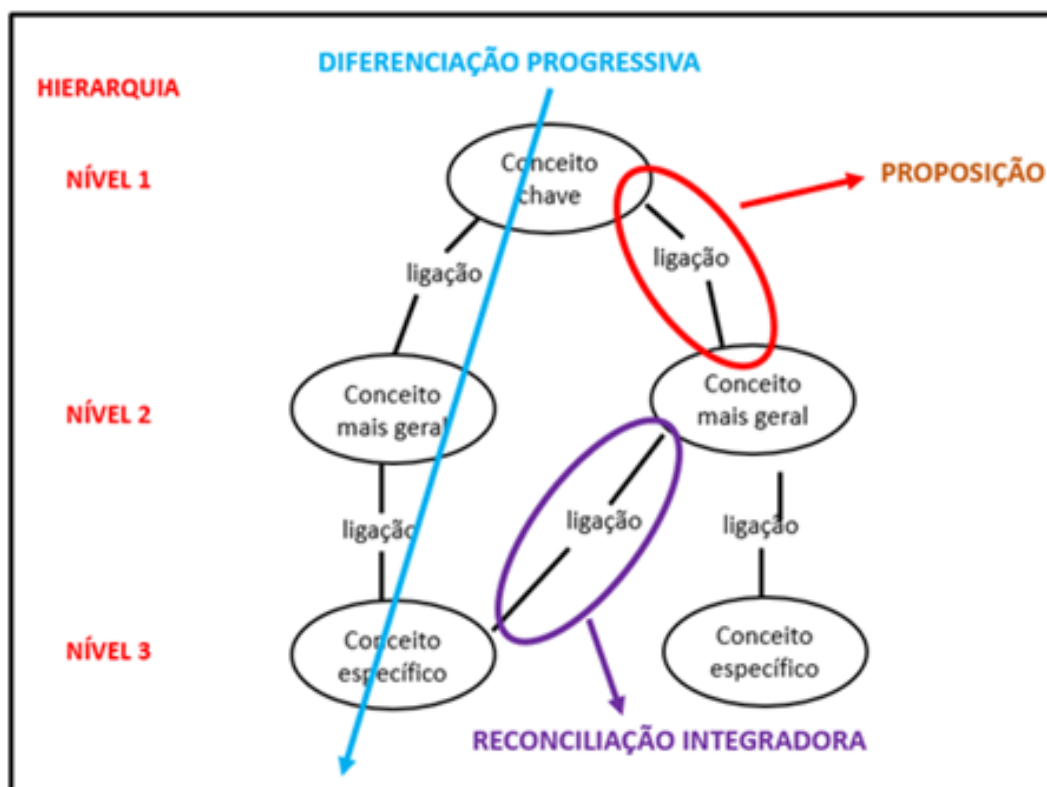 DIFERENCIAÇÃO PROGRESSIVA
HIERARQUIA
NÍVEL 1
Conceito
chave
PROPOSIÇÃO
ligação
ligação
NÍVEL 2
Conceito
mais geral
Conceito
mais geral
ligação
ligação
ligação
NÍVEL 3
Conceito
específico
Conceito
específico
RECONCILIAÇÃO INTEGRADORA